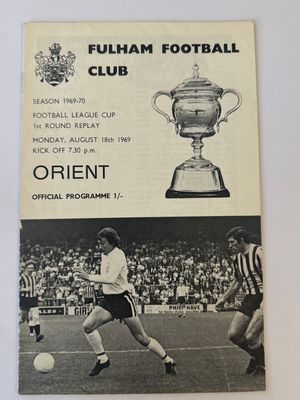 FULHAM FOOTBALL
CLUB
SEASON 1969-70
FOOTBALL LEAGUE CUP
1st ROUND REPLAY
MONDAY, AUGUST 18th 1969
KICK OFF 7.30 p.m.
ORIENT
OFFICIAL PROGRAMME 1/-